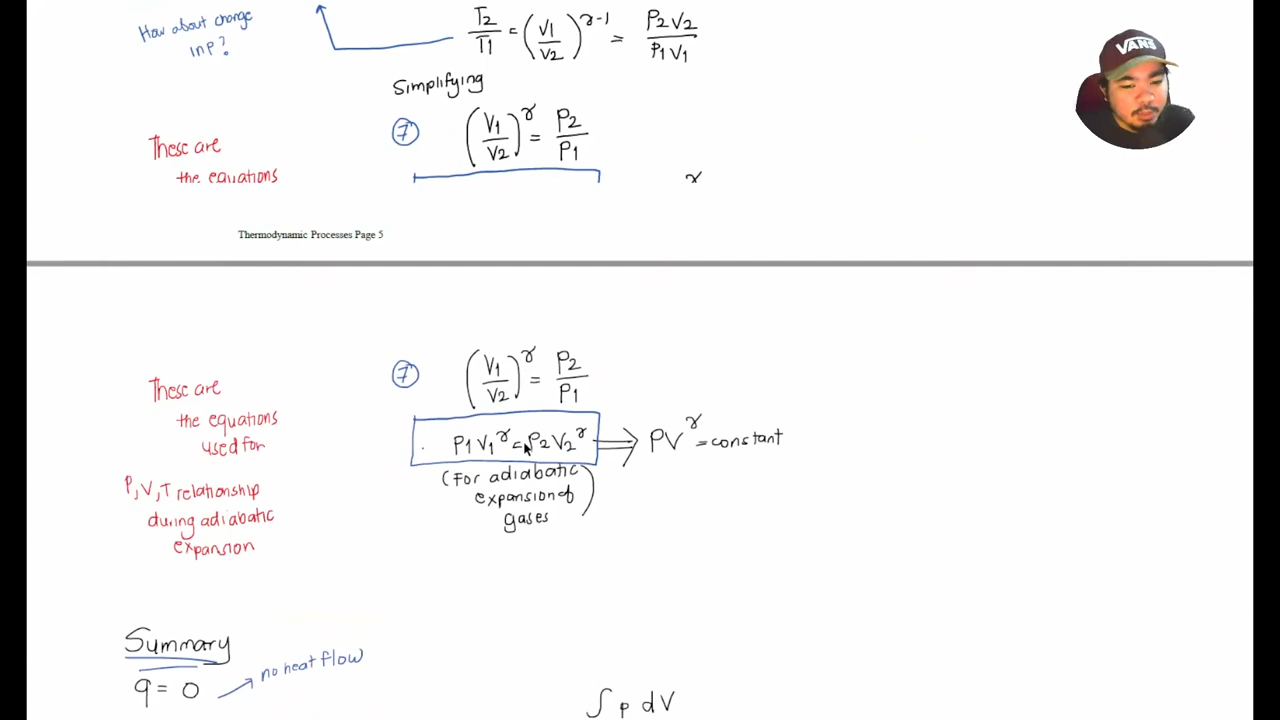 How about change
in P?
T2/T1 = (V1/V2)^γ-1 = P2V2/P1V1
Simplifying
⑦ (V1/V2)^γ = P2/P1
These are
the equations
γ
Thermodynamic Processes Page 5
⑦ (V1/V2)^γ = P2/P1
These are
the equations
used for
P1V1^γ = P2V2^γ ⟹ PV^γ = constant
(For adiabatic
expansion of
gases)
P, V, T relationship
during adiabatic
expansion
Summary
q = 0 → no heat flow
∫ p dV
VANS